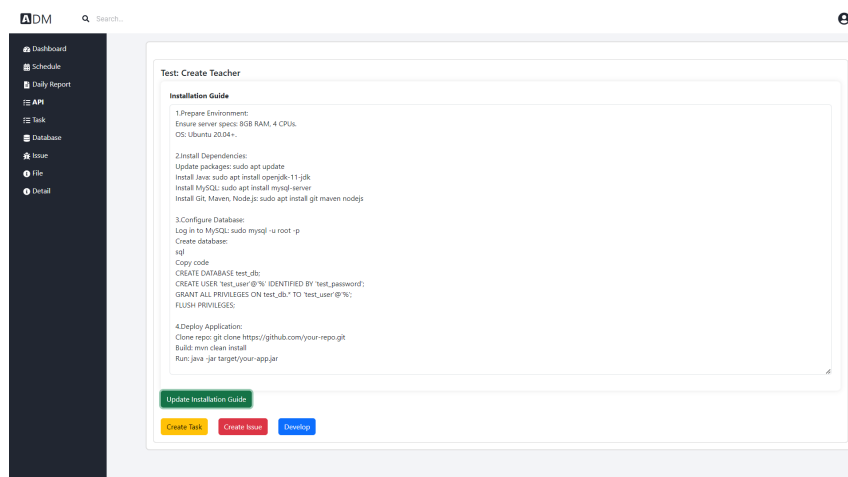 ADM
Search...
Dashboard
Schedule
Daily Report
API
Task
Database
Issue
File
Detail
Test: Create Teacher
Installation Guide
1.Prepare Environment:
Ensure server specs: 8GB RAM, 4 CPUs.
OS: Ubuntu 20.04+.
2.Install Dependencies:
Update packages: sudo apt update
Install Java: sudo apt install openjdk-11-jdk
Install MySQL: sudo apt install mysql-server
Install Git, Maven, Node.js: sudo apt install git maven nodejs
3.Configure Database:
Log in to MySQL: sudo mysql -u root -p
Create database:
sql
Copy code
CREATE DATABASE test_db;
CREATE USER 'test_user'@'%' IDENTIFIED BY 'test_password';
GRANT ALL PRIVILEGES ON test_db.* TO 'test_user'@'%';
FLUSH PRIVILEGES;
4.Deploy Application:
Clone repo: git clone https://github.com/your-repo.git
Build: mvn clean install
Run: java -jar target/your-app.jar
Update Installation Guide
Create Task
Create Issue
Develop